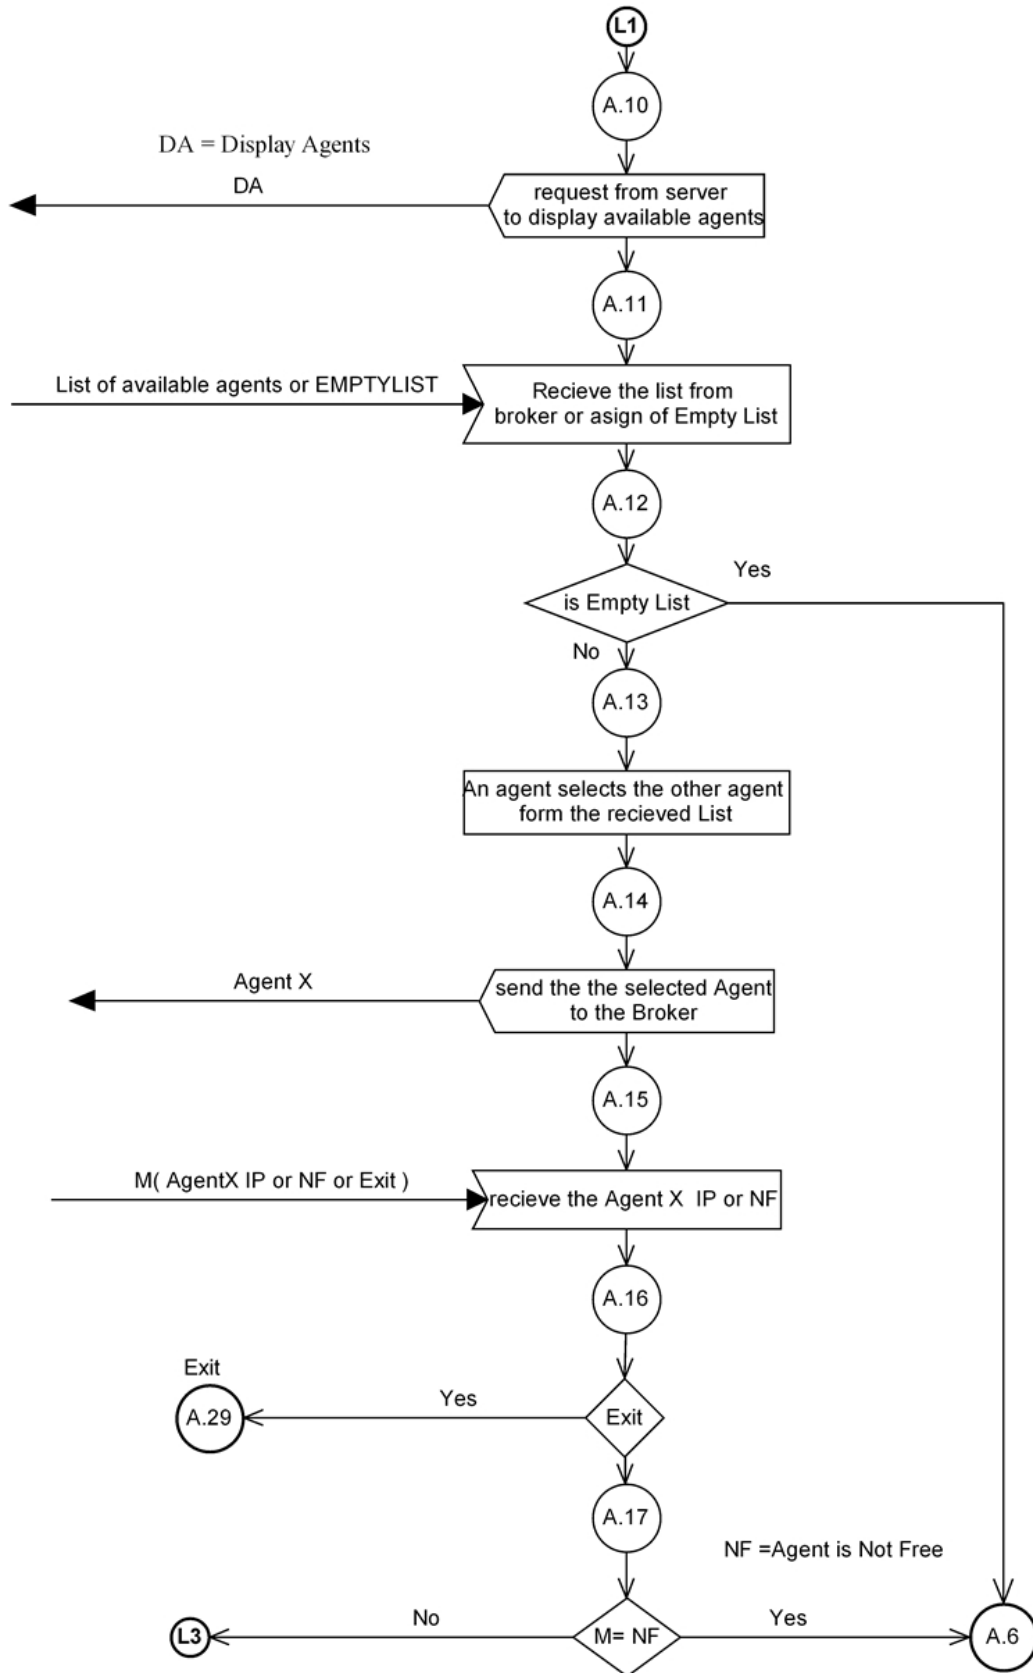 L1
A.10
DA = Display Agents
DA
request from server
to display available agents
A.11
List of available agents or EMPTYLIST
Recieve the list from
broker or asign of Empty List
A.12
Yes
is Empty List
No
A.13
An agent selects the other agent
form the recieved List
A.14
Agent X
send the the selected Agent
to the Broker
A.15
M( AgentX IP or NF or Exit )
recieve the Agent X IP or NF
A.16
Exit
Yes
A.29
Exit
A.17
NF =Agent is Not Free
No
Yes
L3
M= NF
A.6